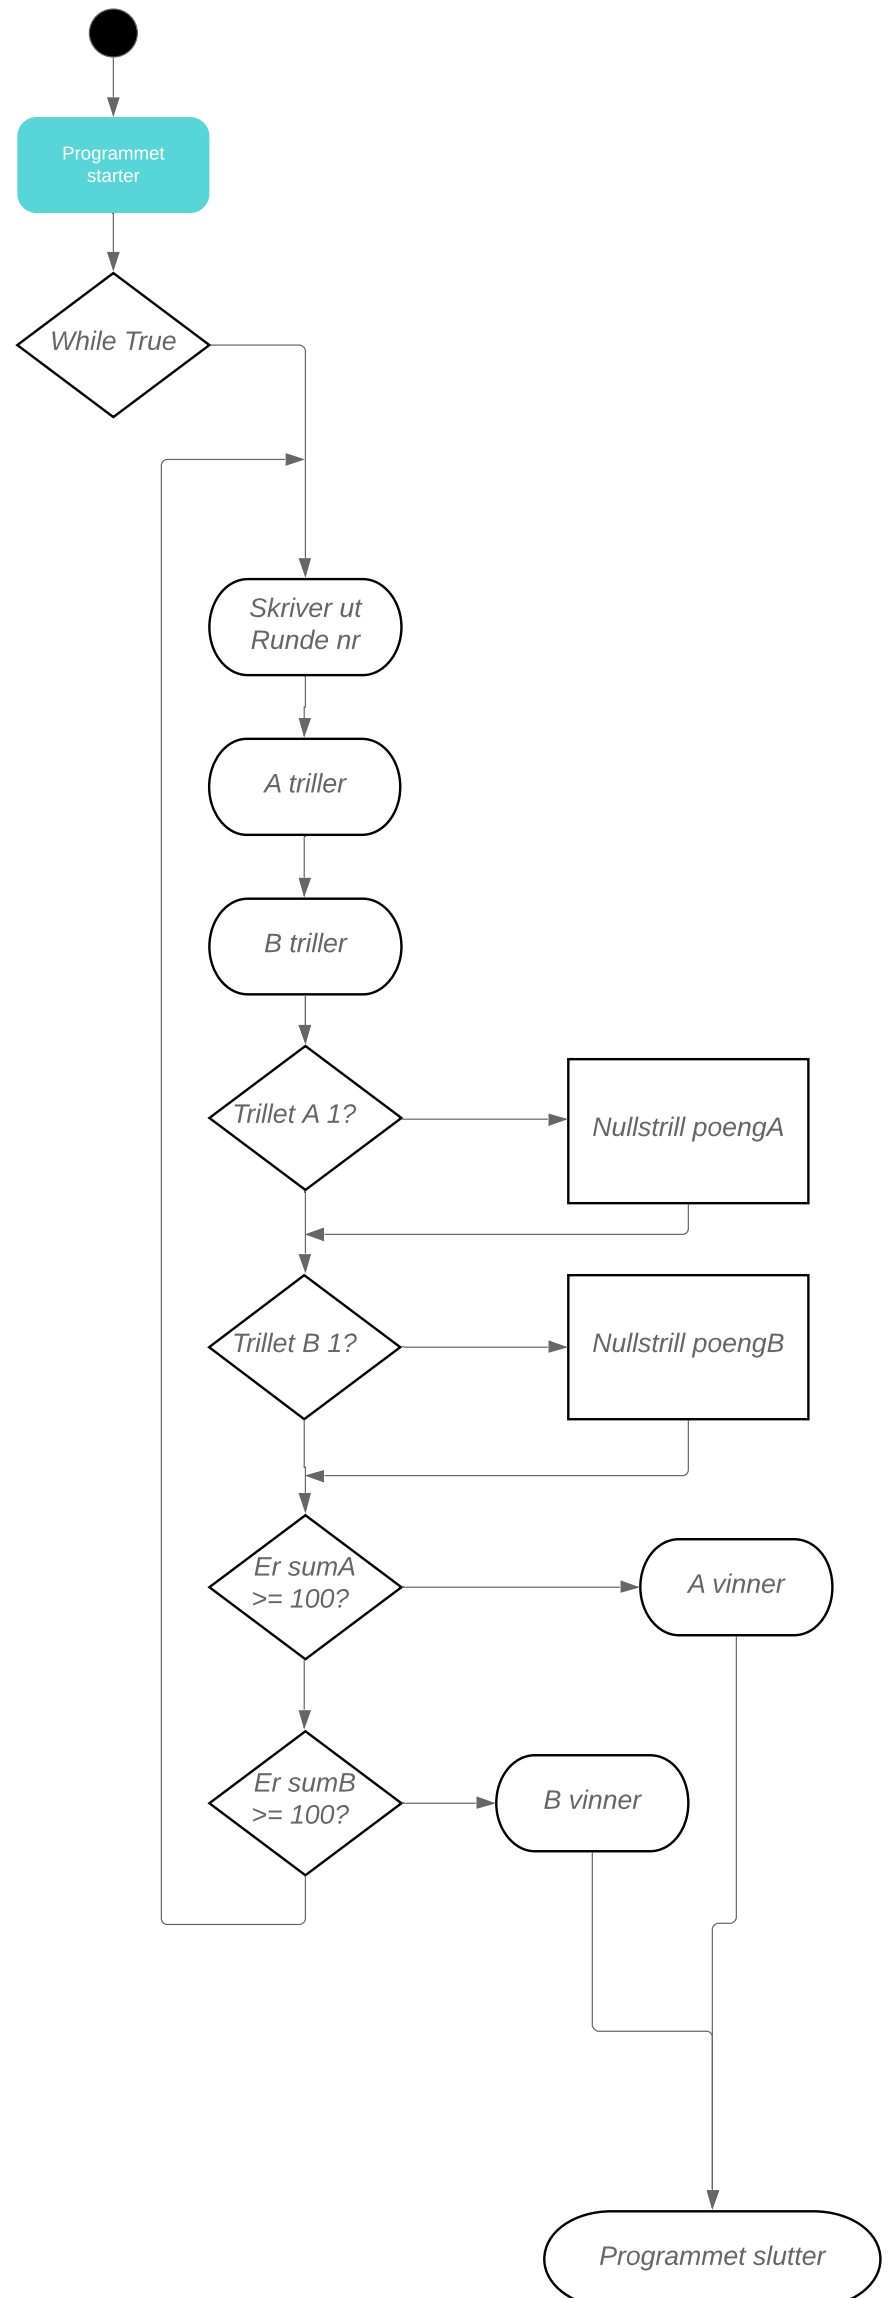 Programmet
starter
While True
Skriver ut
Runde nr
A triller
B triller
Trillet A 1?
Nullstrill poengA
Trillet B 1?
Nullstrill poengB
Er sumA
>= 100?
A vinner
Er sumB
>= 100?
B vinner
Programmet slutter